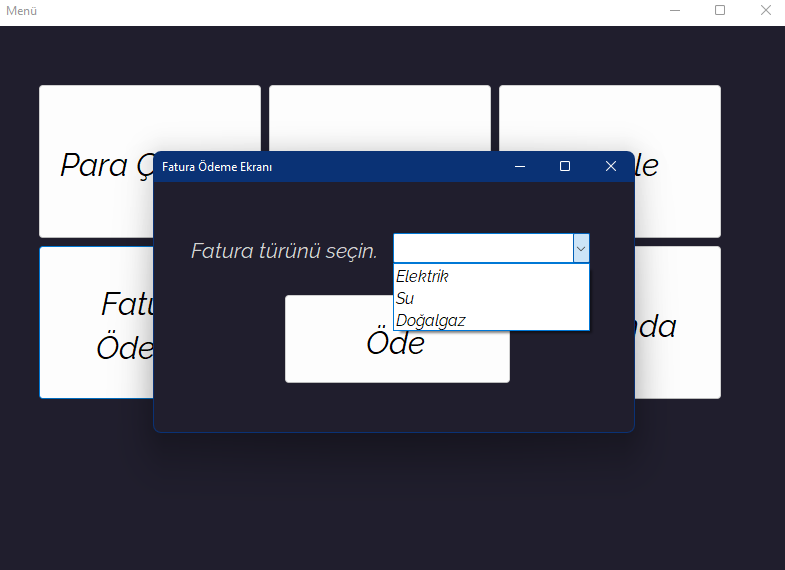 Menü
Para Ç
le
Fatura Ödeme Ekranı
Fatura türünü seçin.
Elektrik
Su
Doğalgaz
Öde
Fatu
Öde
nda